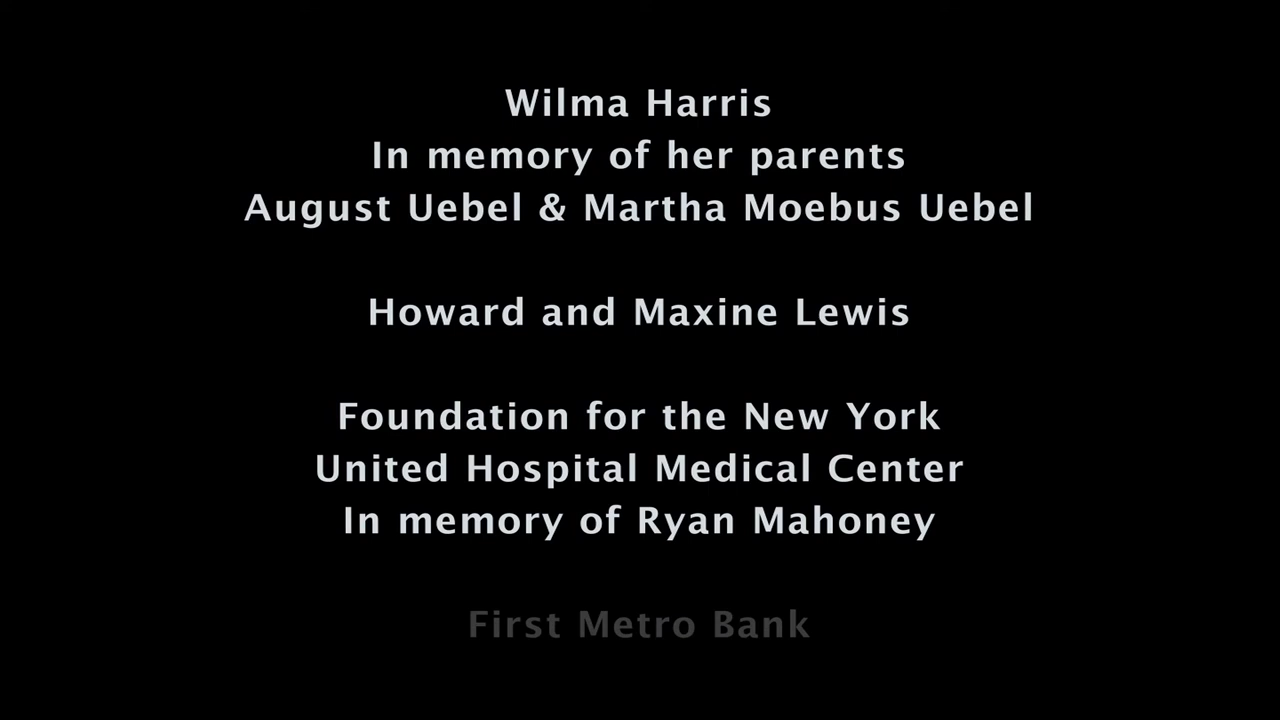 Wilma Harris
In memory of her parents
August Uebel & Martha Moebus Uebel
Howard and Maxine Lewis
Foundation for the New York
United Hospital Medical Center
In memory of Ryan Mahoney
First Metro Bank